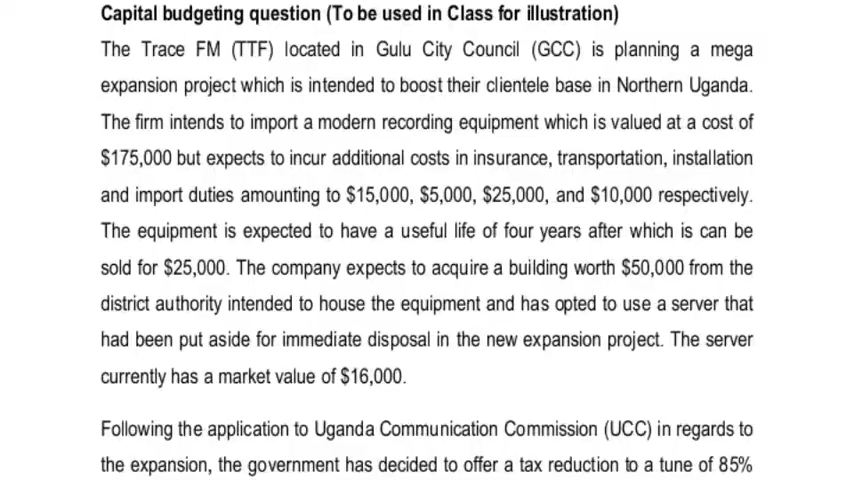 Capital budgeting question (To be used in Class for illustration)
The Trace FM (TTF) located in Gulu City Council (GCC) is planning a mega
expansion project which is intended to boost their clientele base in Northern Uganda.
The firm intends to import a modern recording equipment which is valued at a cost of
$175,000 but expects to incur additional costs in insurance, transportation, installation
and import duties amounting to $15,000, $5,000, $25,000, and $10,000 respectively.
The equipment is expected to have a useful life of four years after which is can be
sold for $25,000. The company expects to acquire a building worth $50,000 from the
district authority intended to house the equipment and has opted to use a server that
had been put aside for immediate disposal in the new expansion project. The server
currently has a market value of $16,000.
Following the application to Uganda Communication Commission (UCC) in regards to
the expansion, the government has decided to offer a tax reduction to a tune of 85%